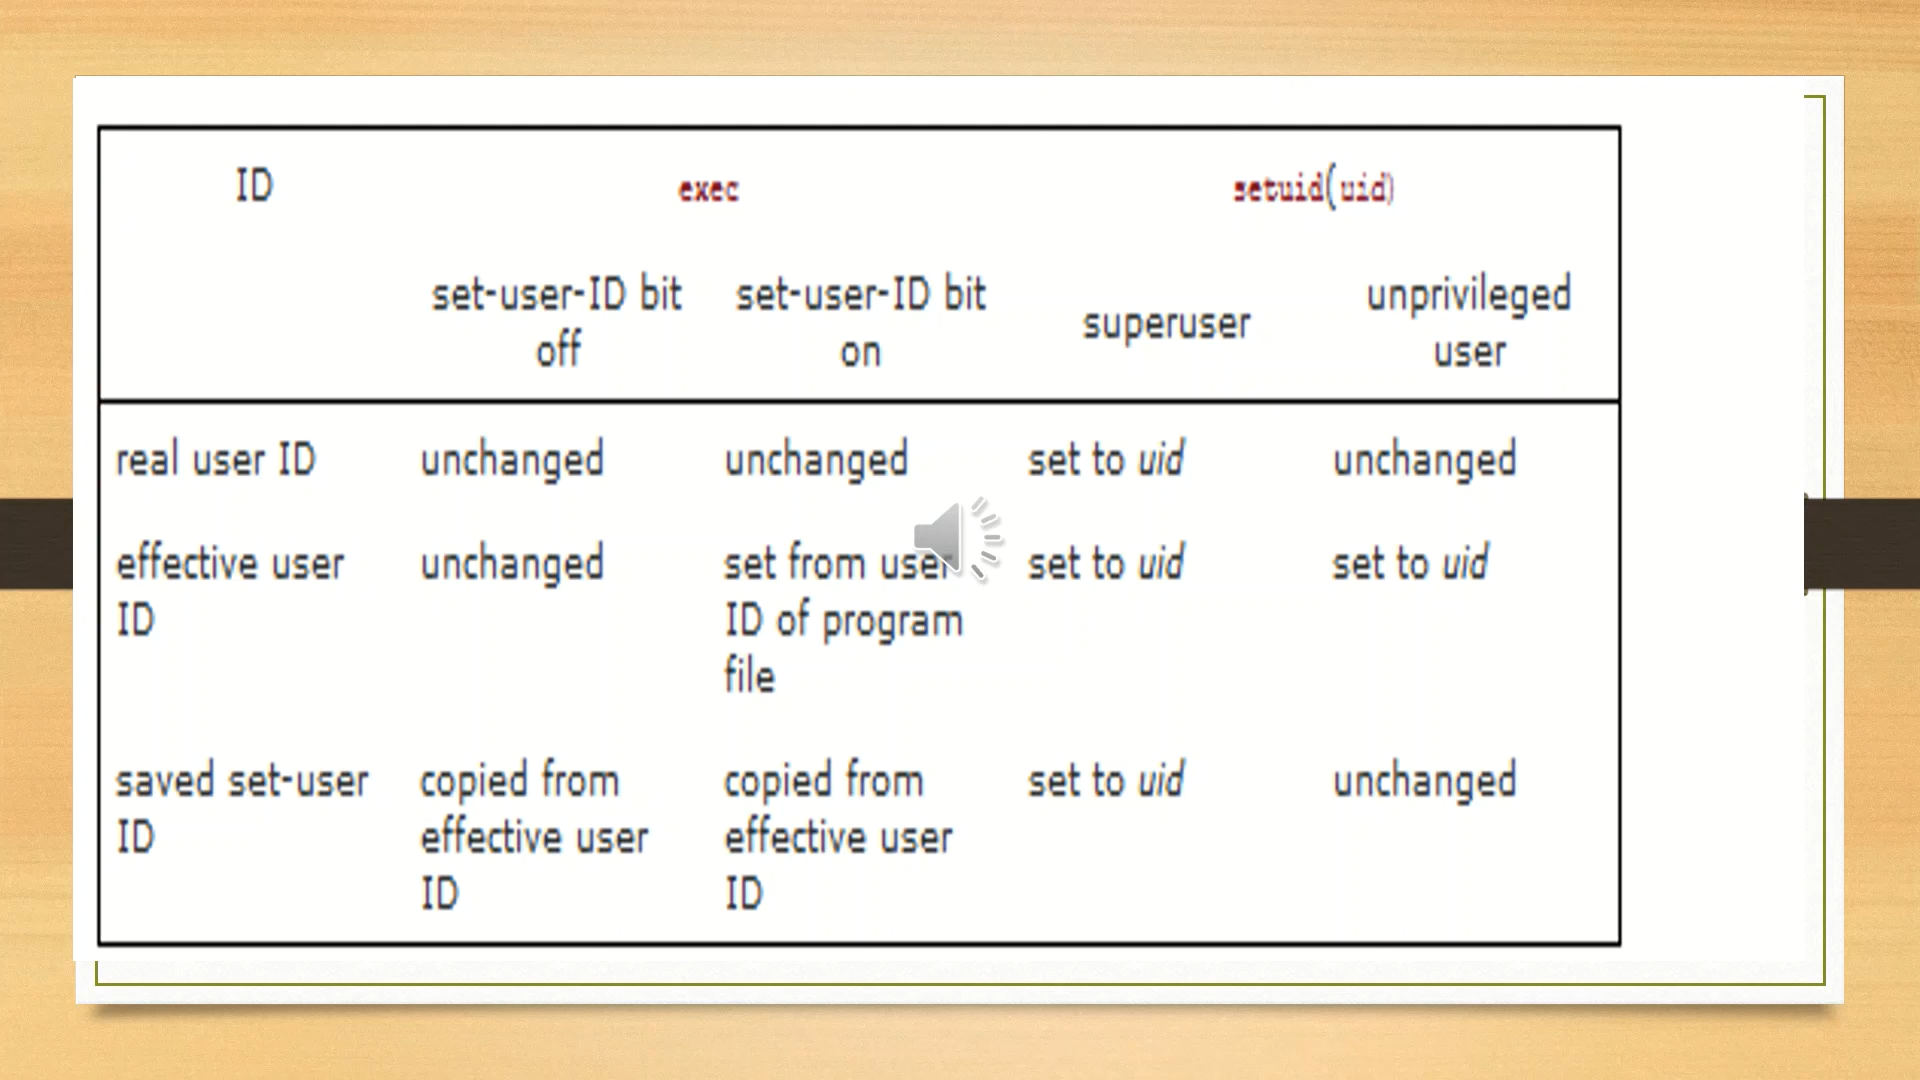 ID exec setuid(uid)
set-user-ID bit set-user-ID bit superuser unprivileged
off on user
real user ID unchanged unchanged set to uid unchanged
effective user unchanged set from user set to uid set to uid
ID ID of program
file
saved set-user copied from copied from set to uid unchanged
ID effective user effective user
ID ID